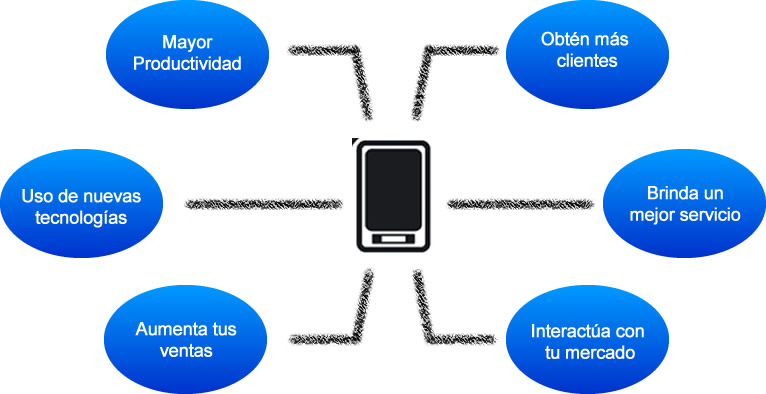 Mayor
Productividad
Obtén más
clientes
Uso de nuevas
tecnologías
Brinda un
mejor servicio
Aumenta tus
ventas
Interactúa con
tu mercado